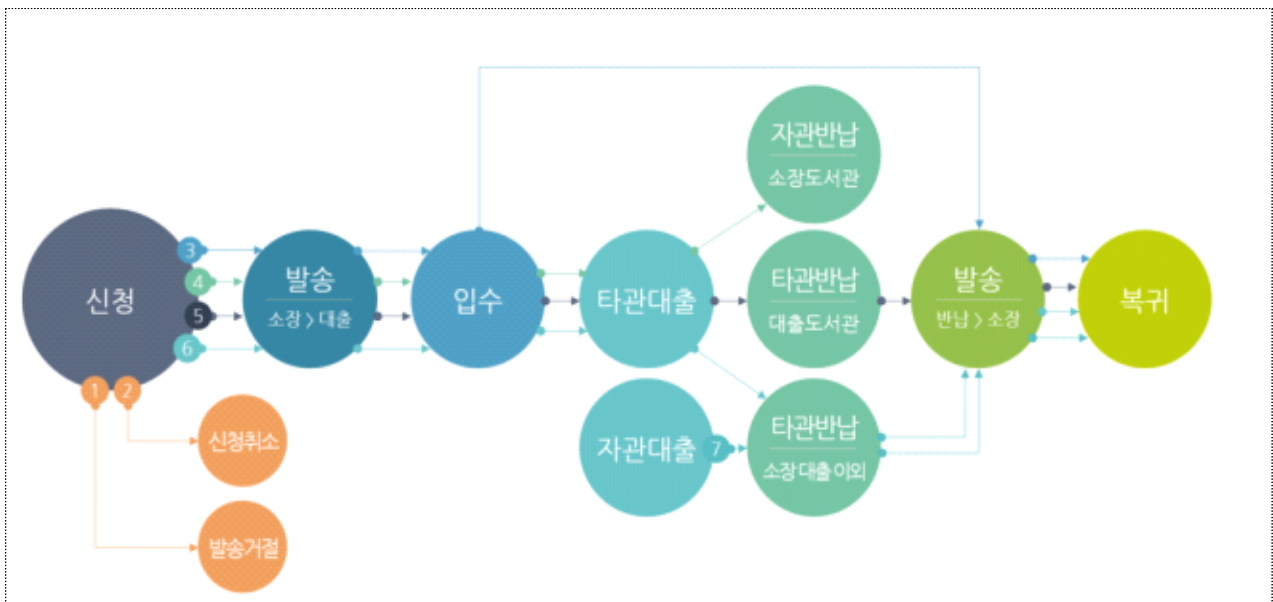 신청
3
4
5
6
1
2
신청취소
발송거절
발송
소장 > 대출
입수
타관대출
자관대출
7
자관반납
소장도서관
타관반납
대출도서관
타관반납
소장 대출 이외
발송
반납 > 소장
복귀